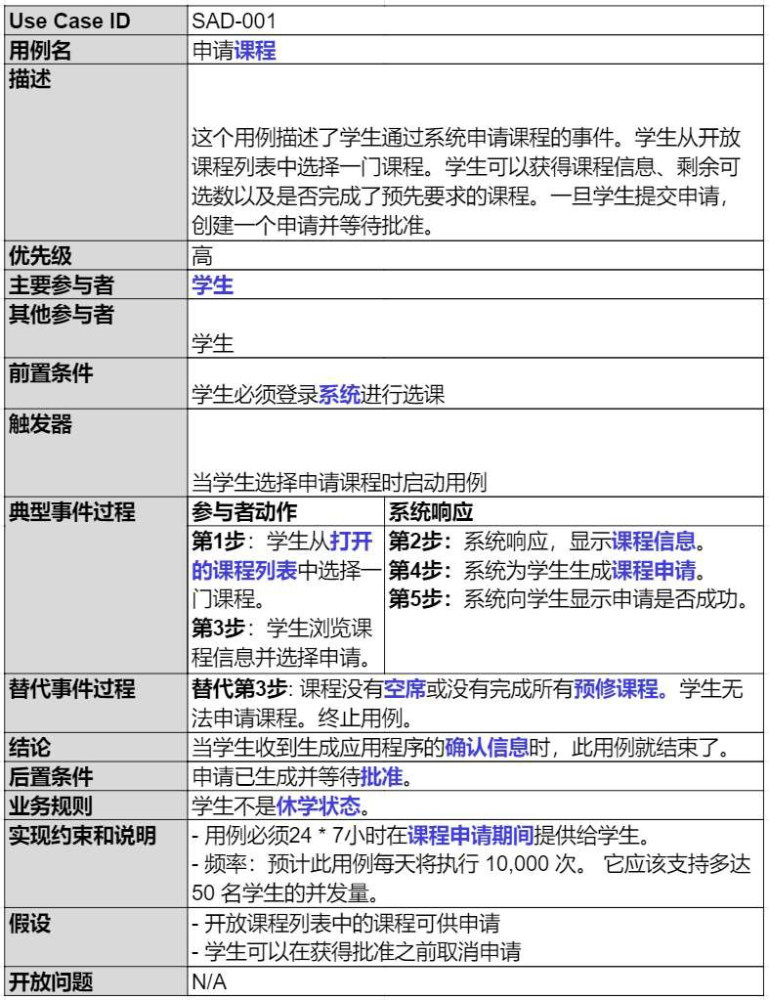 Use Case ID SAD-001
用例名 申请课程
描述
这个用例描述了学生通过系统申请课程的事件。学生从开放
课程列表中选择一门课程。学生可以获得课程信息、剩余可
选数以及是否完成了预先要求的课程。一旦学生提交申请，
创建一个申请并等待批准。
优先级 高
主要参与者 学生
其他参与者
学生
前置条件
学生必须登录系统进行选课
触发器
当学生选择申请课程时启动用例
典型事件过程 参与者动作 系统响应
第1步：学生从打开
的课程列表中选择一
门课程。
第3步：学生浏览课
程信息并选择申请。
第2步：系统响应，显示课程信息。
第4步：系统为学生生成课程申请。
第5步：系统向学生显示申请是否成功。
替代事件过程 替代第3步: 课程没有空席或没有完成所有预修课程。学生无
法申请课程。终止用例。
结论 当学生收到生成应用程序的确认信息时，此用例就结束了。
后置条件 申请已生成并等待批准。
业务规则 学生不是休学状态。
实现约束和说明 - 用例必须24 * 7小时在课程申请期间提供给学生。
- 频率：预计此用例每天将执行 10,000 次。 它应该支持多达
50 名学生的并发量。
假设 - 开放课程列表中的课程可供申请
- 学生可以在获得批准之前取消申请
开放问题 N/A